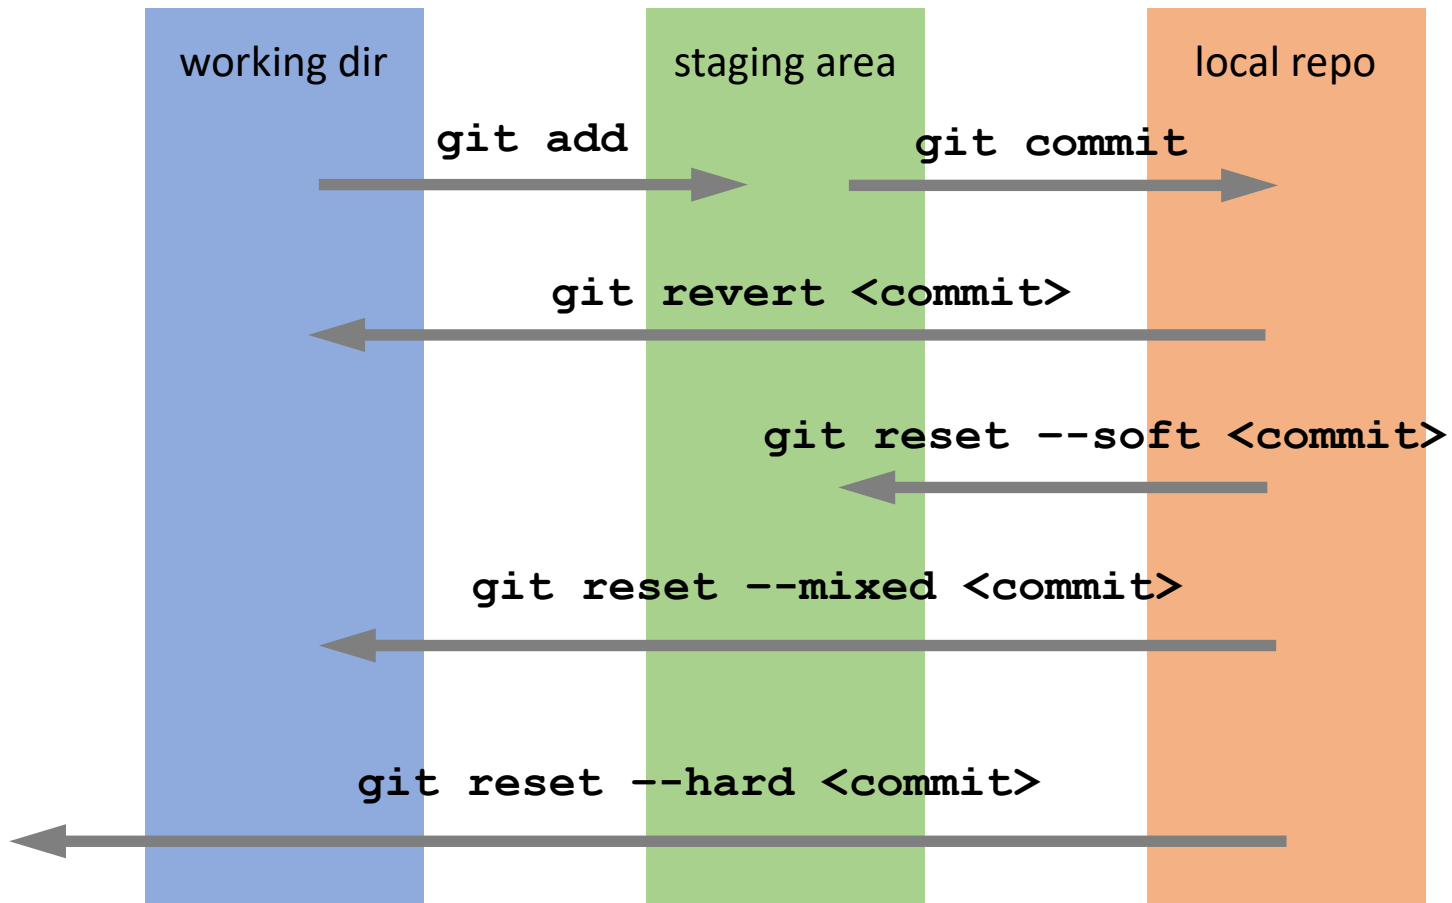 working dir
staging area
local repo
git add
git commit
git revert <commit>
git reset --soft <commit>
git reset --mixed <commit>
git reset --hard <commit>